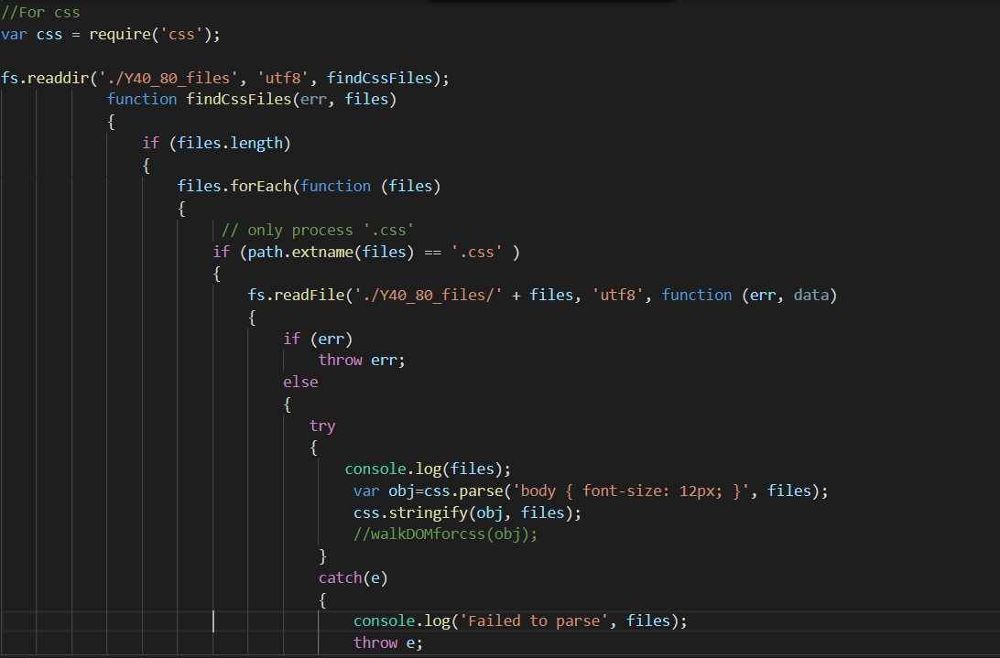 //For css
var css = require('css');
fs.readdir('./Y40_80_files', 'utf8', findCssFiles);
function findCssFiles(err, files)
{
if (files.length)
{
files.forEach(function (files)
{
// only process '.css'
if (path.extname(files) == '.css' )
{
fs.readFile('./Y40_80_files/' + files, 'utf8', function (err, data)
{
if (err)
throw err;
else
{
try
{
console.log(files);
var obj=css.parse('body { font-size: 12px; }', files);
css.stringify(obj, files);
//walkDOMforcss(obj);
}
catch(e)
{
console.log('Failed to parse', files);
throw e;